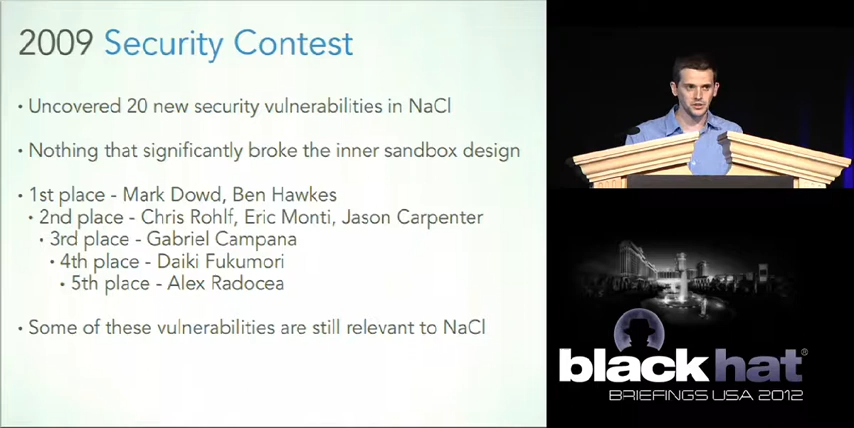 2009 Security Contest
• Uncovered 20 new security vulnerabilities in NaCl
• Nothing that significantly broke the inner sandbox design
• 1st place - Mark Dowd, Ben Hawkes
• 2nd place - Chris Rohlf, Eric Monti, Jason Carpenter
• 3rd place - Gabriel Campana
• 4th place - Daiki Fukumori
• 5th place - Alex Radocea
• Some of these vulnerabilities are still relevant to NaCl
black hat®
BRIEFINGS USA 2012